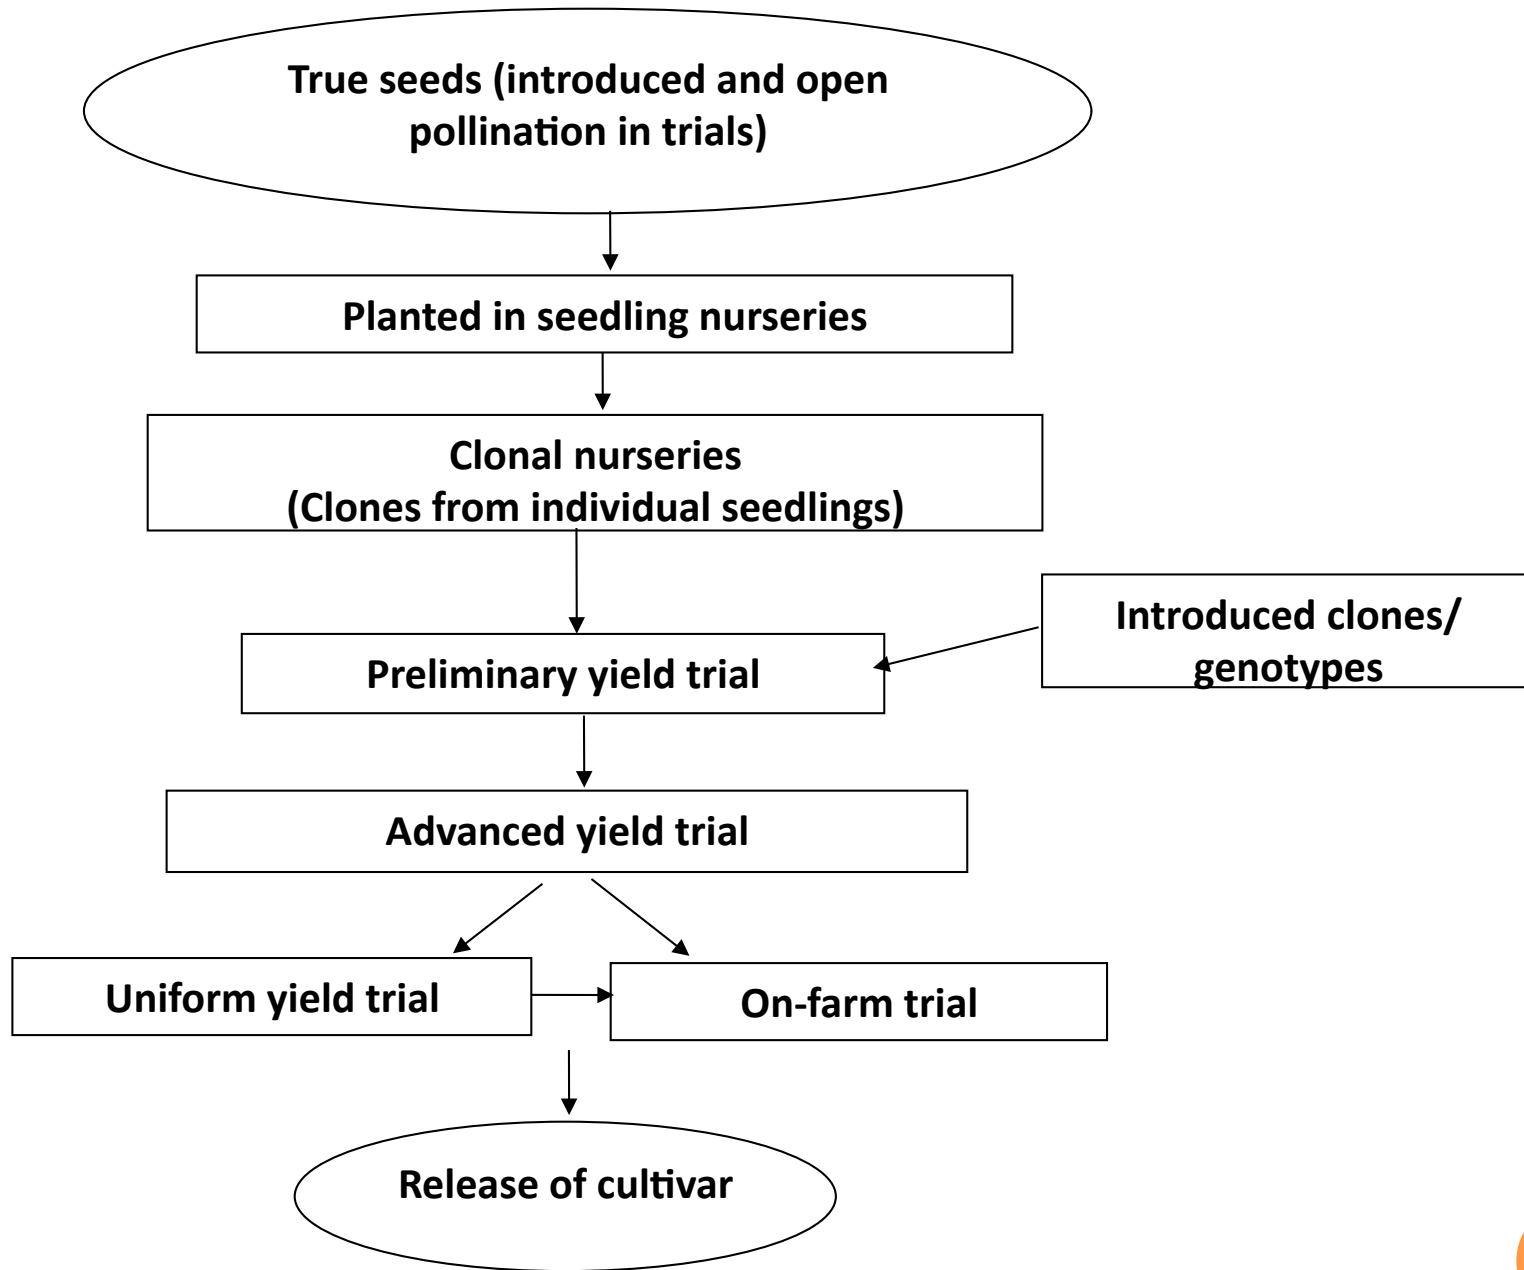 True seeds (introduced and open
pollination in trials)
Planted in seedling nurseries
Clonal nurseries
(Clones from individual seedlings)
Introduced clones/
genotypes
Preliminary yield trial
Advanced yield trial
Uniform yield trial
On-farm trial
Release of cultivar